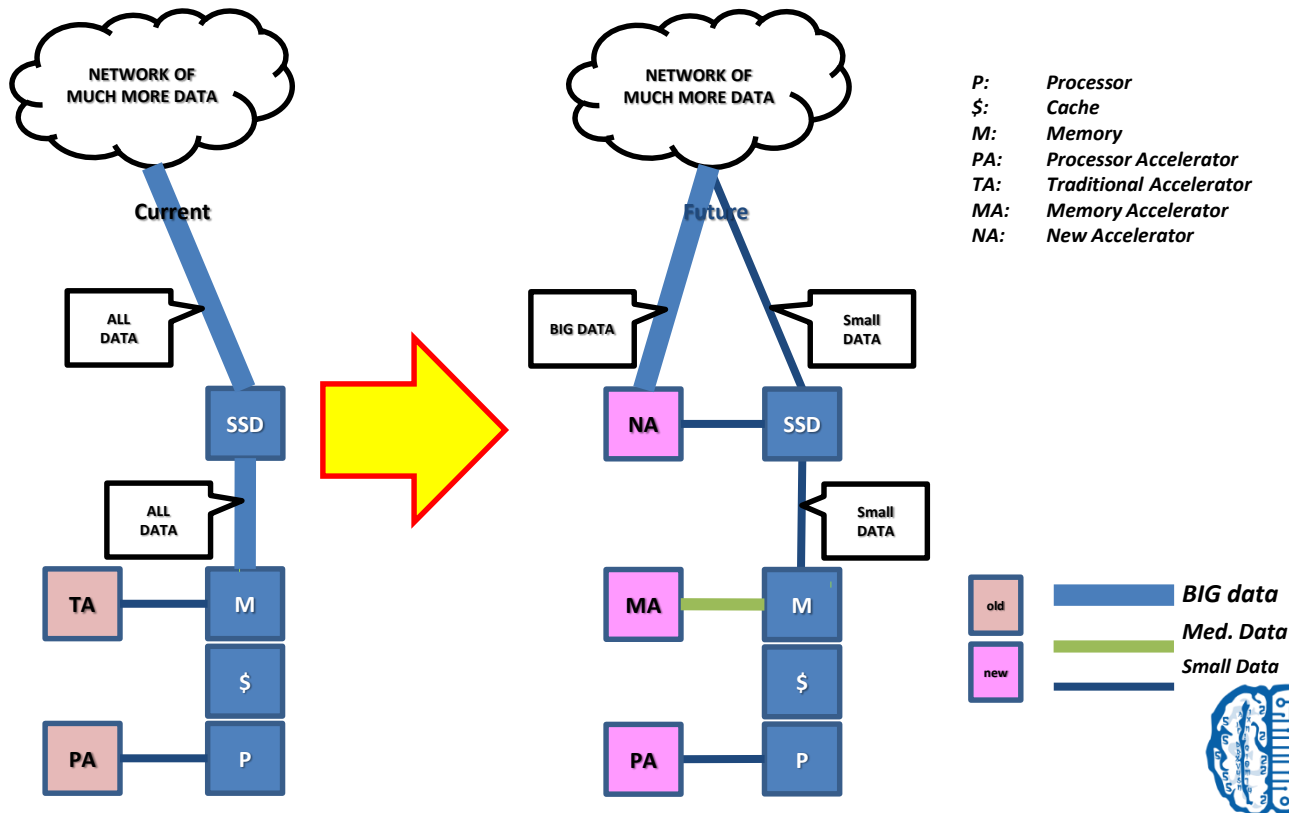 NETWORK OF
MUCH MORE DATA
Current
ALL
DATA
SSD
ALL
DATA
TA
M
$
PA
P
NETWORK OF
MUCH MORE DATA
Future
BIG DATA
Small
DATA
NA
SSD
Small
DATA
MA
M
$
PA
P
P: Processor
$: Cache
M: Memory
PA: Processor Accelerator
TA: Traditional Accelerator
MA: Memory Accelerator
NA: New Accelerator
old
BIG data
Med. Data
new
Small Data